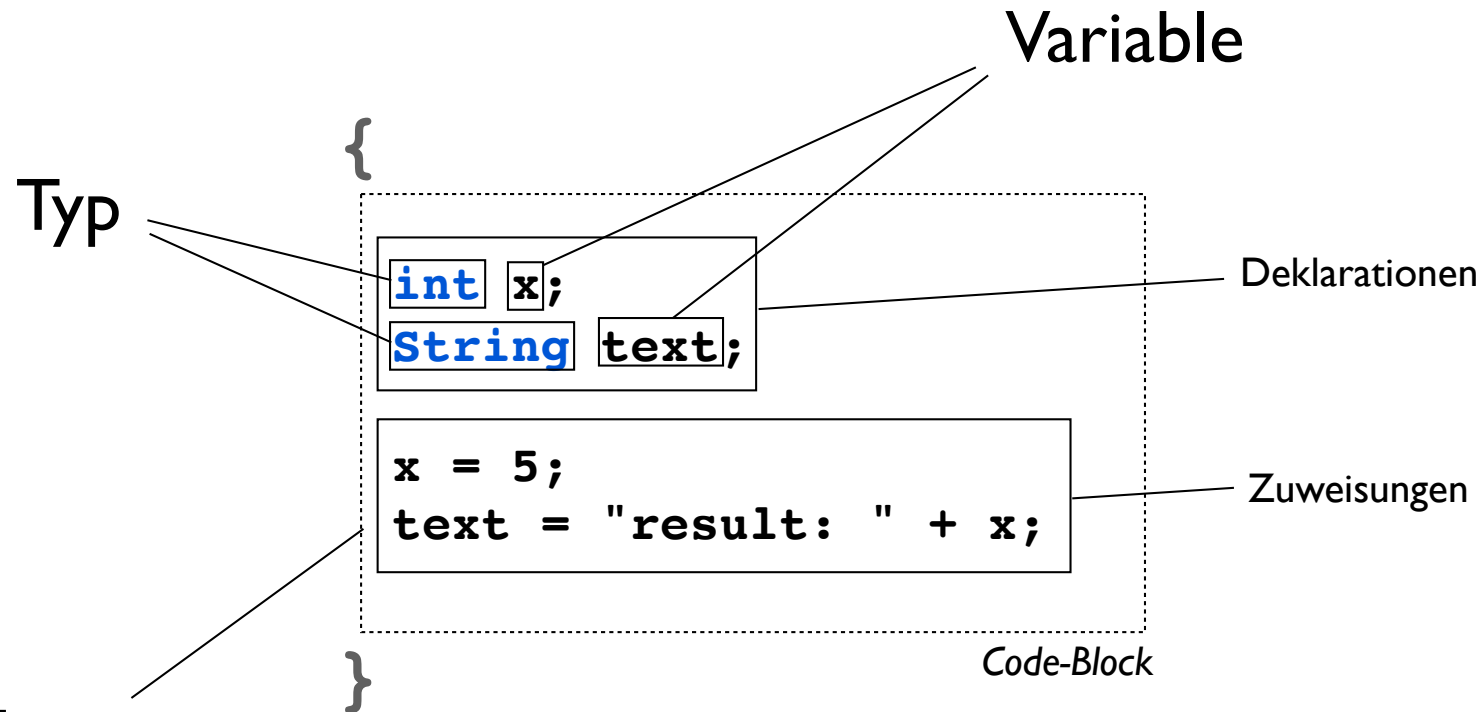 Variable
{
Typ
int x;
Deklarationen
String text;
x = 5;
Zuweisungen
text = "result: " + x;
Code-Block
}